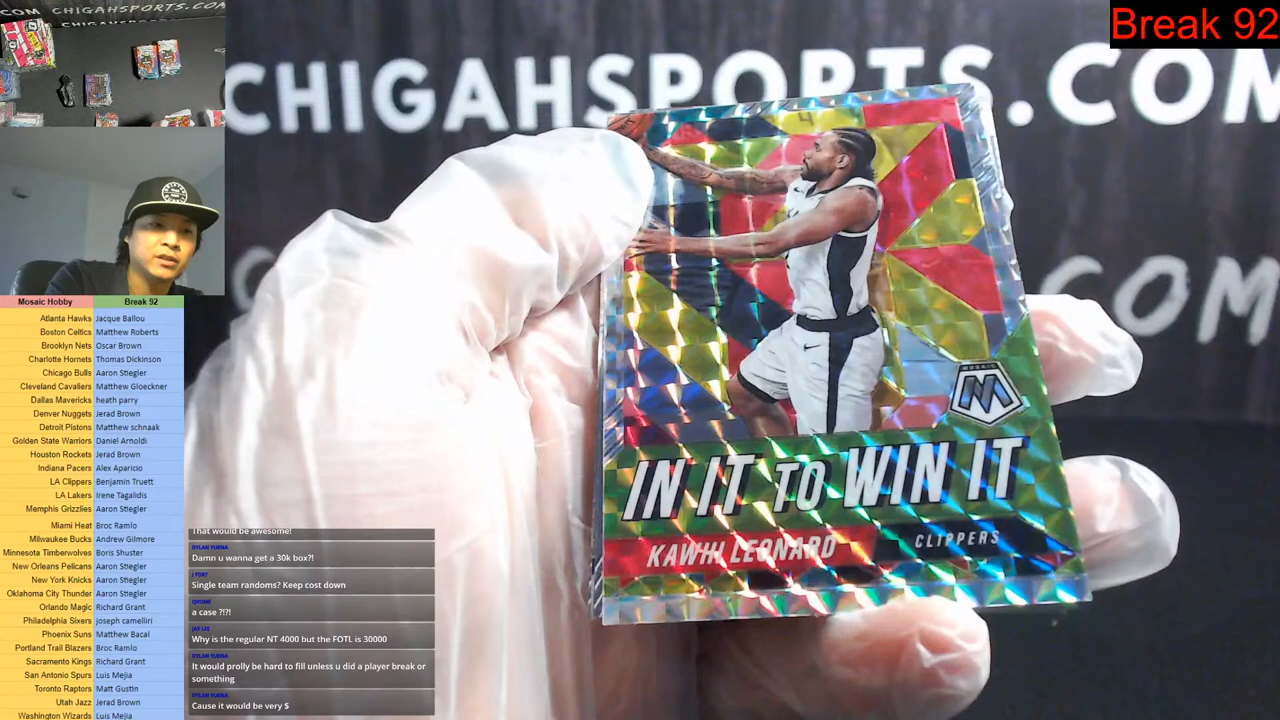 COM CHIGAHSPORTS.
Break 92
CHIGAHSPORTS.COM
COM
4
MOSAIC
M
IN IT TO WIN IT
KAWHI LEONARD
CLIPPERS
Mosaic Hobby Break 92
Atlanta Hawks Jacque Ballou
Boston Celtics Matthew Roberts
Brooklyn Nets Oscar Brown
Charlotte Hornets Thomas Dickinson
Chicago Bulls Aaron Stiegler
Cleveland Cavaliers Matthew Gloeckner
Dallas Mavericks heath parry
Denver Nuggets Jerad Brown
Detroit Pistons Matthew schnaak
Golden State Warriors Daniel Arnoldi
Houston Rockets Jerad Brown
Indiana Pacers Alex Aparicio
LA Clippers Benjamin Truett
LA Lakers Irene Tagalidis
Memphis Grizzlies Aaron Stiegler
Miami Heat Broc Ramlo
Milwaukee Bucks Andrew Gilmore
Minnesota Timberwolves Boris Shuster
New Orleans Pelicans Aaron Stiegler
New York Knicks Aaron Stiegler
Oklahoma City Thunder Aaron Stiegler
Orlando Magic Richard Grant
Philadelphia Sixers joseph camelliri
Phoenix Suns Matthew Bacal
Portland Trail Blazers Broc Ramlo
Sacramento Kings Richard Grant
San Antonio Spurs Luis Mejia
Toronto Raptors Matt Gustin
Utah Jazz Jerad Brown
Washington Wizards Luis Mejia
That would be awesome!
DYLAN YURNA
Damn u wanna get a 30k box?!
J FORT
Single team randoms? Keep cost down
a case ?!?!
JAY LEE
Why is the regular NT 4000 but the FOTL is 30000
DYLAN YURNA
It would prolly be hard to fill unless u did a player break or
something
DYLAN YURNA
Cause it would be very $